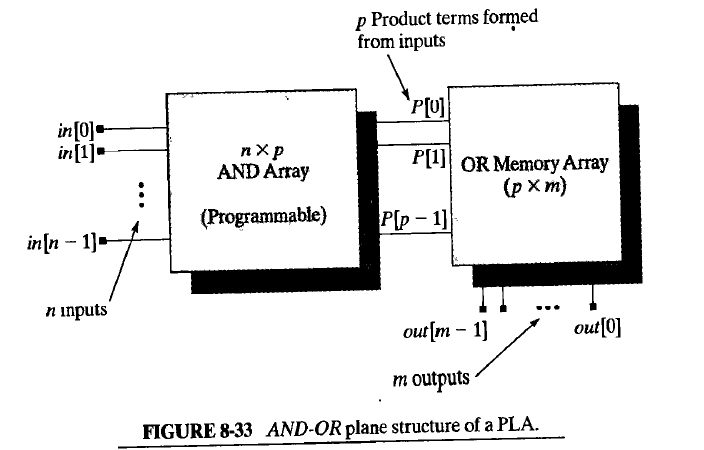 p Product terms formed
from inputs
in[0]
in[1]
n × p
AND Array
(Programmable)
P[0]
P[1]
OR Memory Array
(p × m)
in[n − 1]
P[p − 1]
n inputs
out[m − 1]
out[0]
m outputs
FIGURE 8-33 AND-OR plane structure of a PLA.